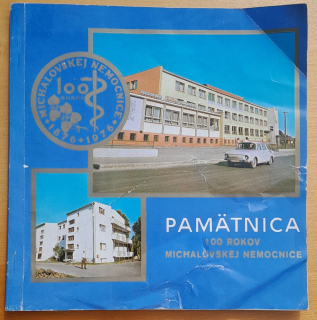 MICHALOVSKEJ NEMOCNICE
100
1876 • 1976
PAMÄTNICA
100 ROKOV
MICHALOVSKEJ NEMOCNICE